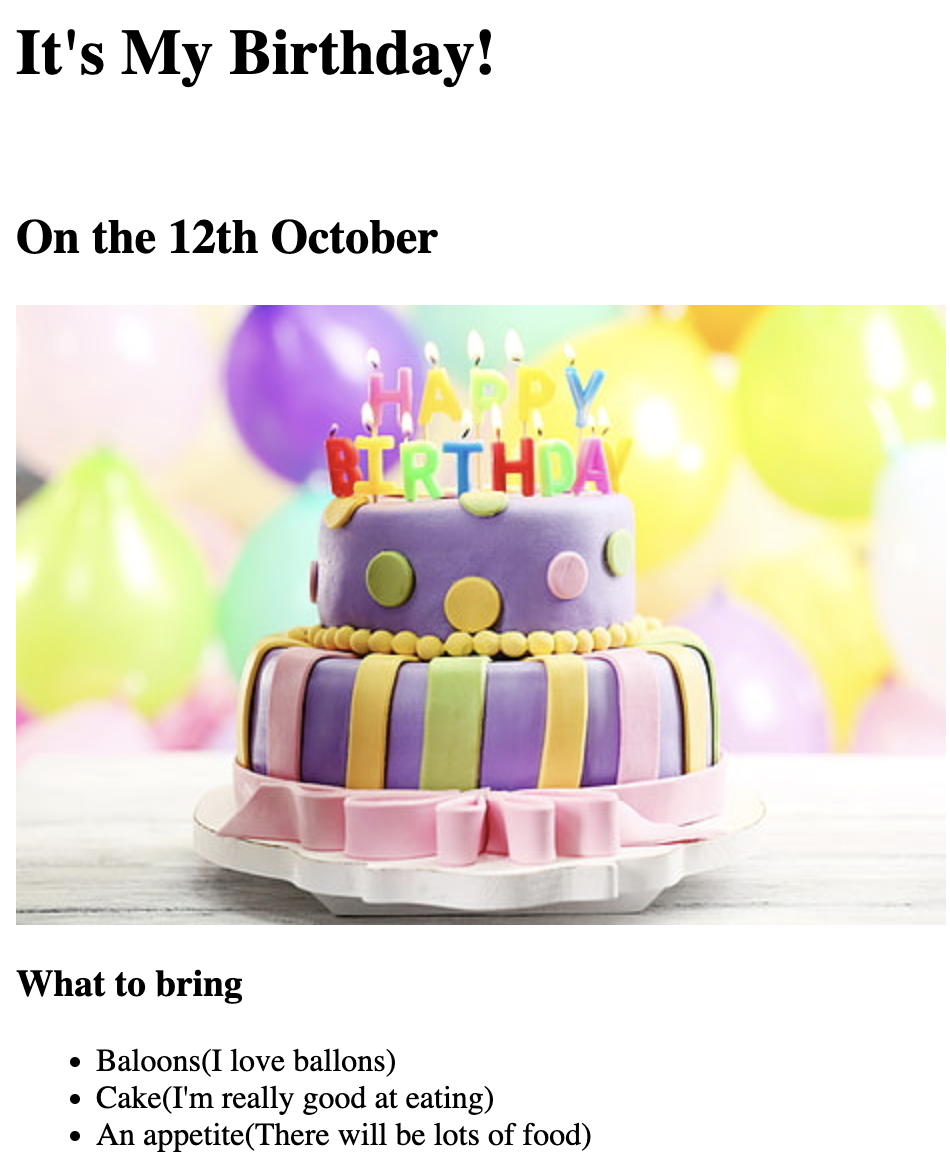 It's My Birthday!
On the 12th October
HAPPY
BIRTHDAY
What to bring
Baloons(I love ballons)
Cake(I'm really good at eating)
An appetite(There will be lots of food)